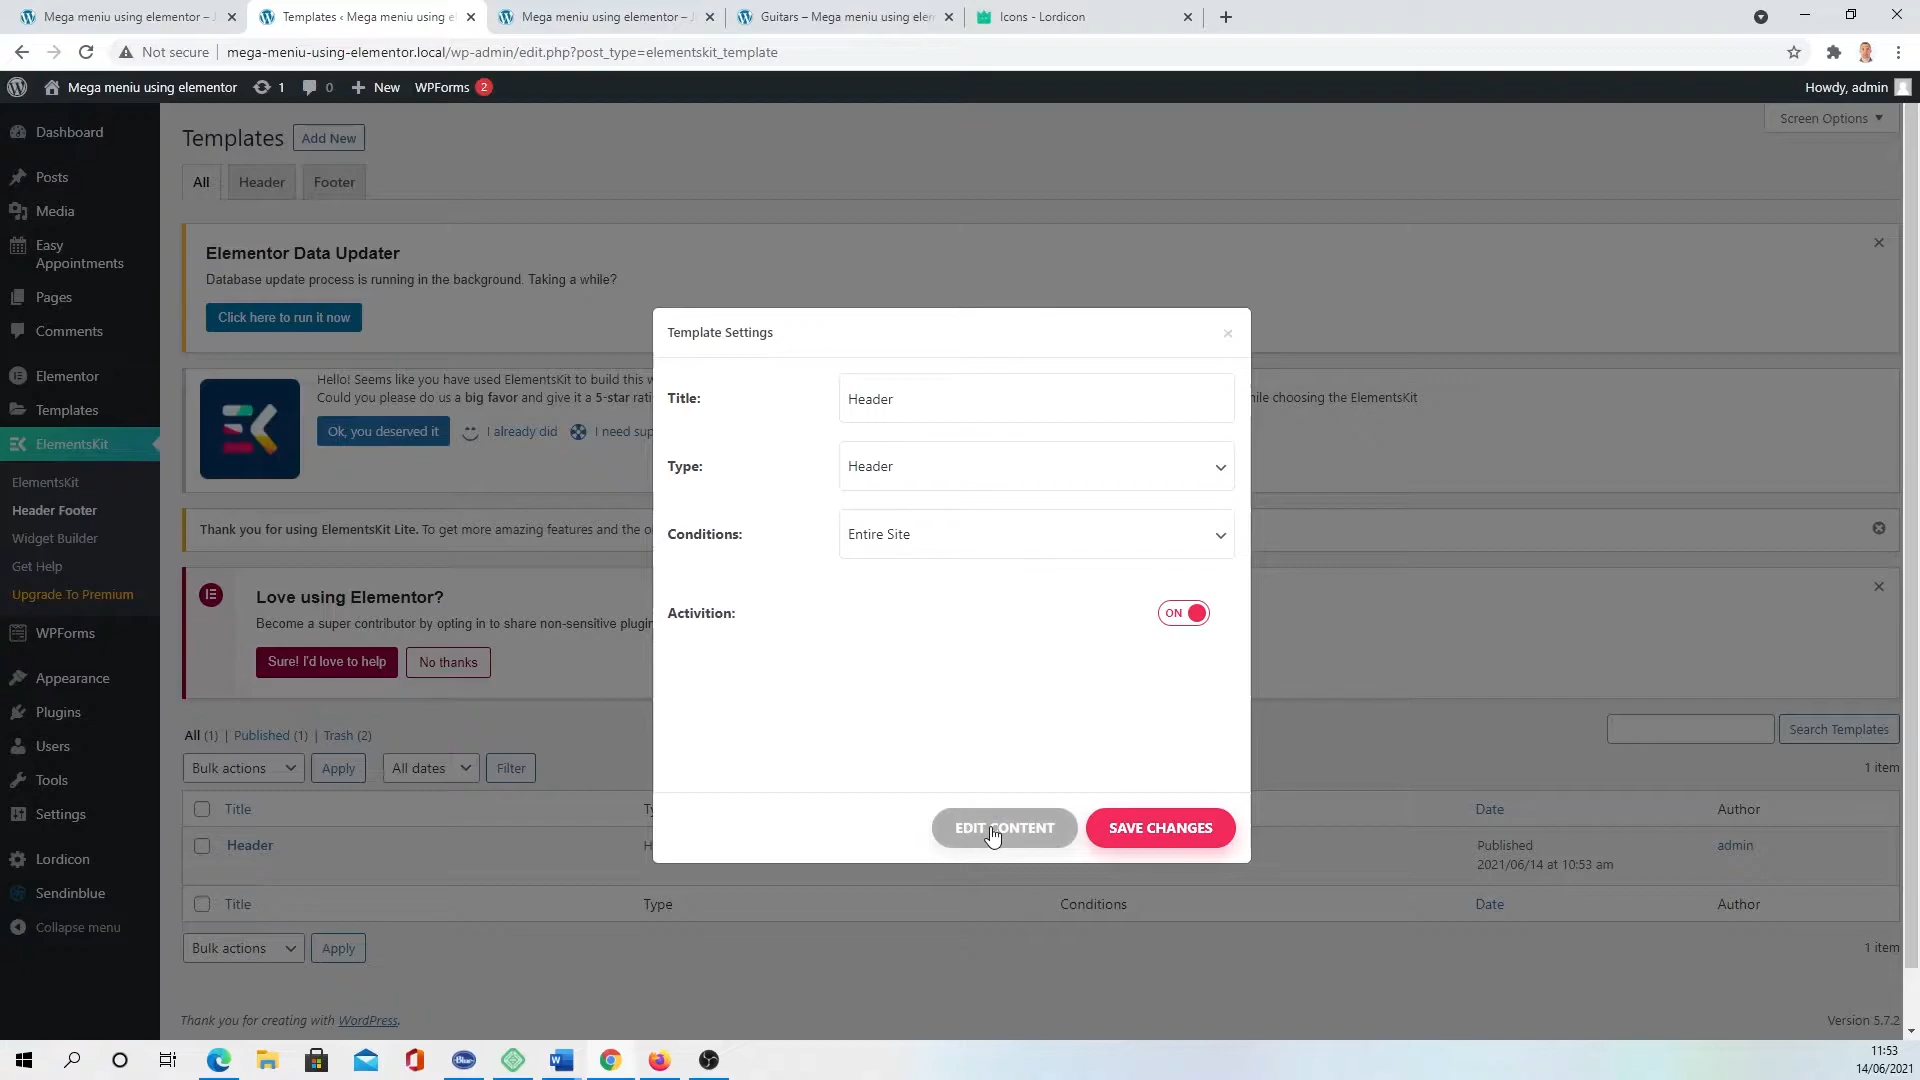 Mega meniu using elementor – J
Templates ‹ Mega meniu using el
Mega meniu using elementor – J
Guitars – Mega meniu using elem
Icons - Lordicon
Not secure
mega-meniu-using-elementor.local/wp-admin/edit.php?post_type=elementskit_template
Mega meniu using elementor
1
0
New
WPForms
2
Howdy, admin
Dashboard
Posts
Media
Easy
Appointments
Pages
Comments
Elementor
Templates
ElementsKit
ElementsKit
Header Footer
Widget Builder
Get Help
Upgrade To Premium
WPForms
Appearance
Plugins
Users
Tools
Settings
Lordicon
Sendinblue
Collapse menu
Templates
Add New
Screen Options
All
Header
Footer
Elementor Data Updater
Database update process is running in the background. Taking a while?
Click here to run it now
Hello! Seems like you have used ElementsKit to build this w
Could you please do us a big favor and give it a 5-star rati
hile choosing the ElementsKit
Ok, you deserved it
I already did
I need sup
Thank you for using ElementsKit Lite. To get more amazing features and the o
Love using Elementor?
Become a super contributor by opting in to share non-sensitive plugin
Sure! I'd love to help
No thanks
Template Settings
Title:
Header
Type:
Header
Conditions:
Entire Site
Activition:
ON
EDIT CONTENT
SAVE CHANGES
All (1) | Published (1) | Trash (2)
Search Templates
Bulk actions
Apply
All dates
Filter
1 item
Title
Ty
Date
Author
Header
H
Published
2021/06/14 at 10:53 am
admin
Title
Type
Conditions
Date
Author
Bulk actions
Apply
1 item
Thank you for creating with WordPress.
Version 5.7.2
11:53
14/06/2021